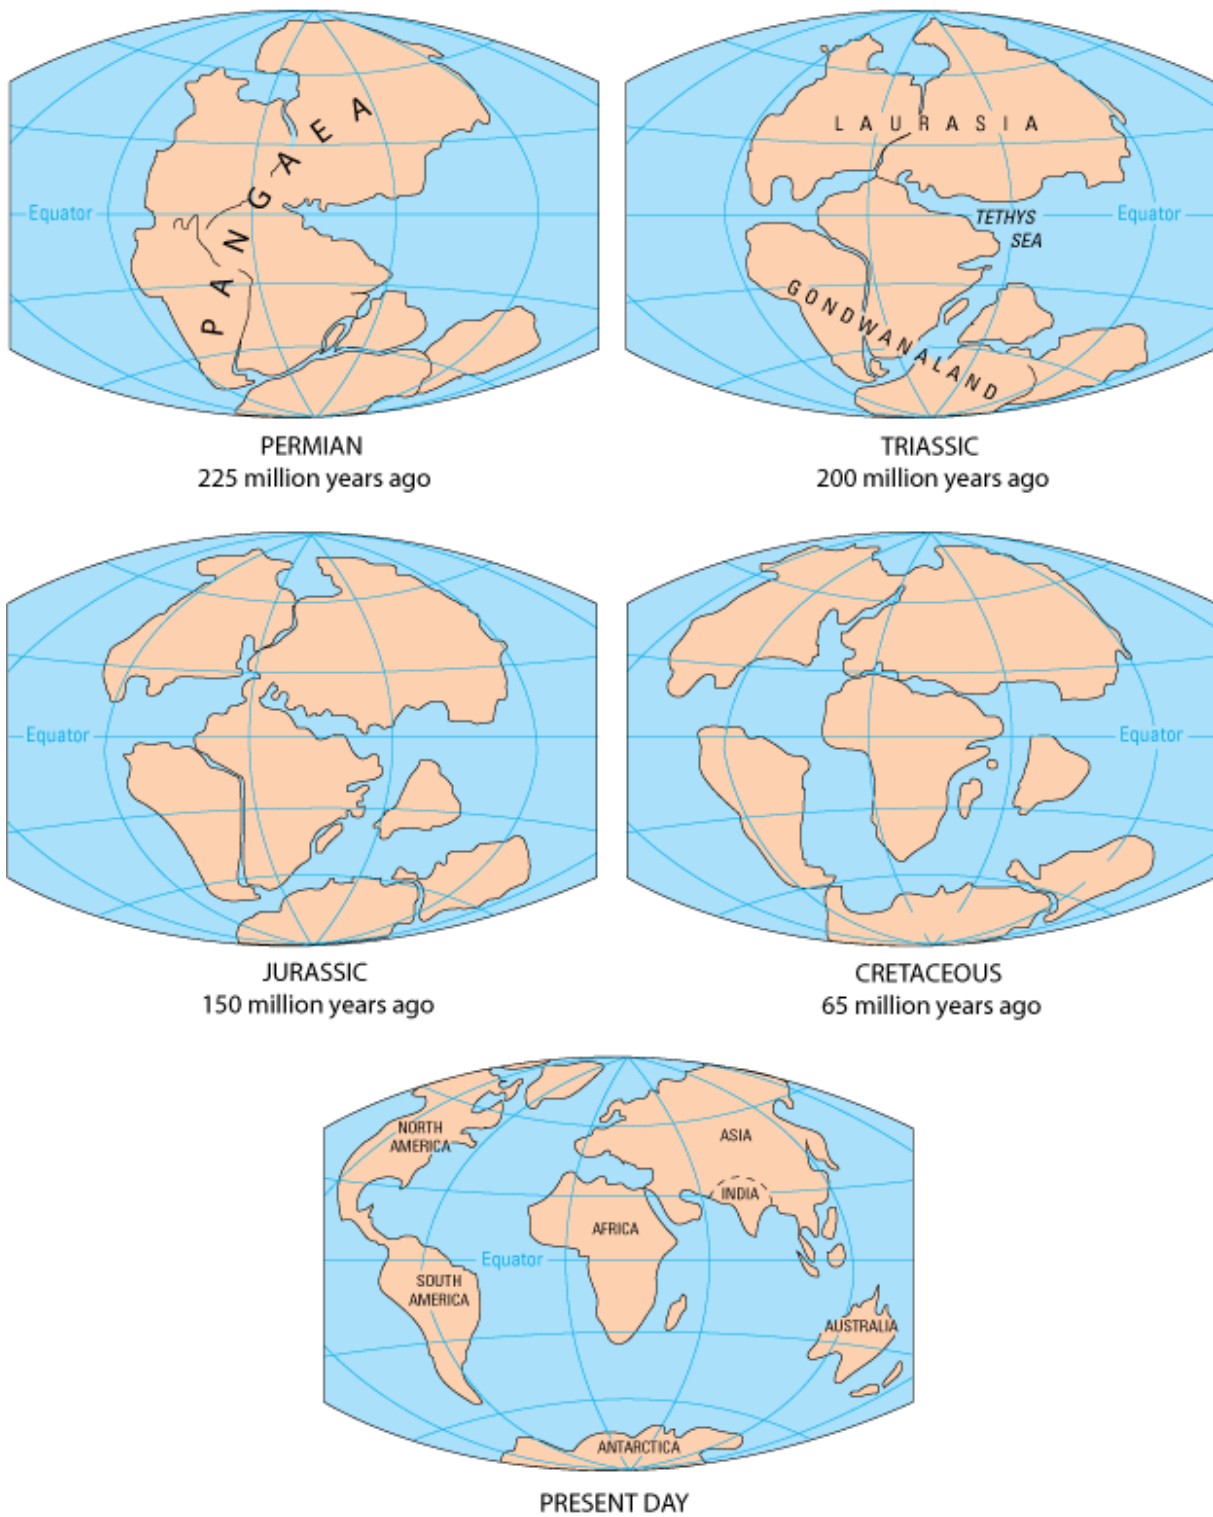 PANGAEA
Equator
PERMIAN
225 million years ago
LAURASIA
TETHYS
SEA
Equator
GONDWANALAND
TRIASSIC
200 million years ago
Equator
JURASSIC
150 million years ago
Equator
CRETACEOUS
65 million years ago
NORTH
AMERICA
ASIA
INDIA
AFRICA
Equator
SOUTH
AMERICA
AUSTRALIA
ANTARCTICA
PRESENT DAY